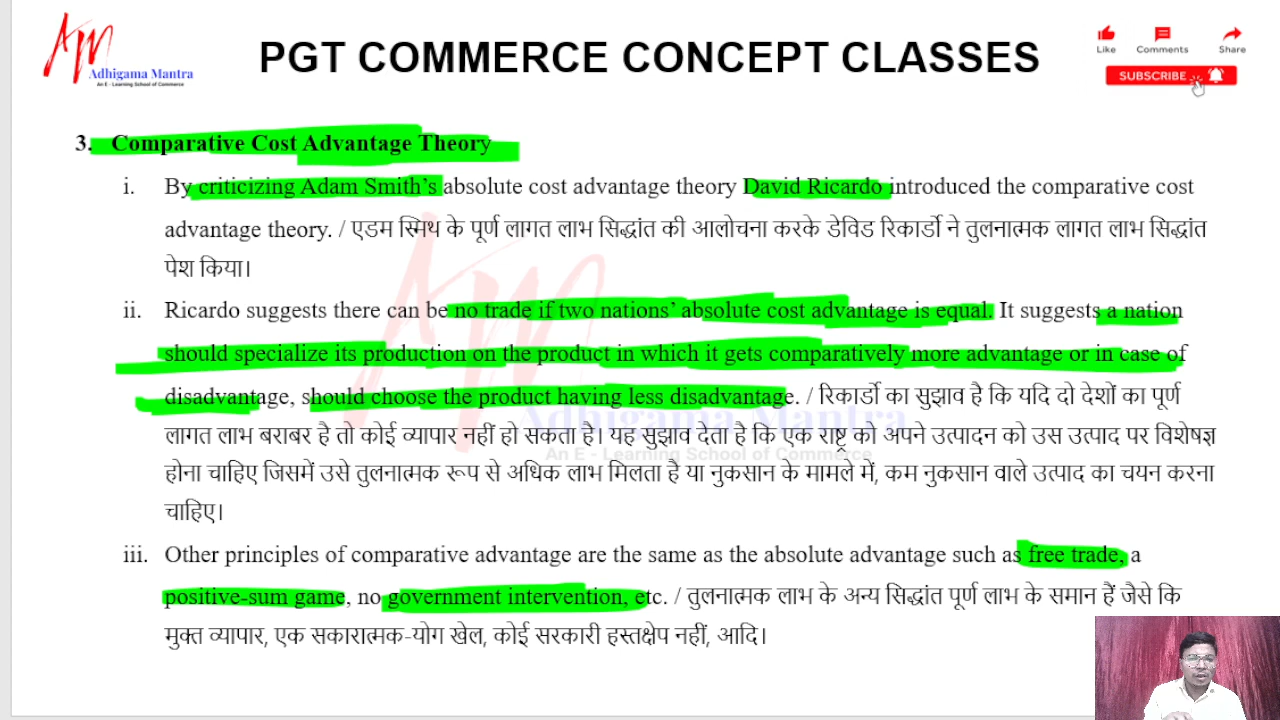 Adhigama Mantra
An E - Learning School of Commerce
PGT COMMERCE CONCEPT CLASSES
Like Comments Share
SUBSCRIBE
3. Comparative Cost Advantage Theory
i. By criticizing Adam Smith's absolute cost advantage theory David Ricardo introduced the comparative cost
advantage theory. / एडम स्मिथ के पूर्ण लागत लाभ सिद्धांत की आलोचना करके डेविड रिकार्डो ने तुलनात्मक लागत लाभ सिद्धांत
पेश किया।
ii. Ricardo suggests there can be no trade if two nations' absolute cost advantage is equal. It suggests a nation
should specialize its production on the product in which it gets comparatively more advantage or in case of
disadvantage, should choose the product having less disadvantage. / रिकार्डो का सुझाव है कि यदि दो देशों का पूर्ण
लागत लाभ बराबर है तो कोई व्यापार नहीं हो सकता है। यह सुझाव देता है कि एक राष्ट्र को अपने उत्पादन को उस उत्पाद पर विशेषज्ञ
होना चाहिए जिसमें उसे तुलनात्मक रूप से अधिक लाभ मिलता है या नुकसान के मामले में, कम नुकसान वाले उत्पाद का चयन करना
चाहिए।
iii. Other principles of comparative advantage are the same as the absolute advantage such as free trade, a
positive-sum game, no government intervention, etc. / तुलनात्मक लाभ के अन्य सिद्धांत पूर्ण लाभ के समान हैं जैसे कि
मुक्त व्यापार, एक सकारात्मक-योग खेल, कोई सरकारी हस्तक्षेप नहीं, आदि।
Adhigama Mantra
An E - Learning School of Commerce